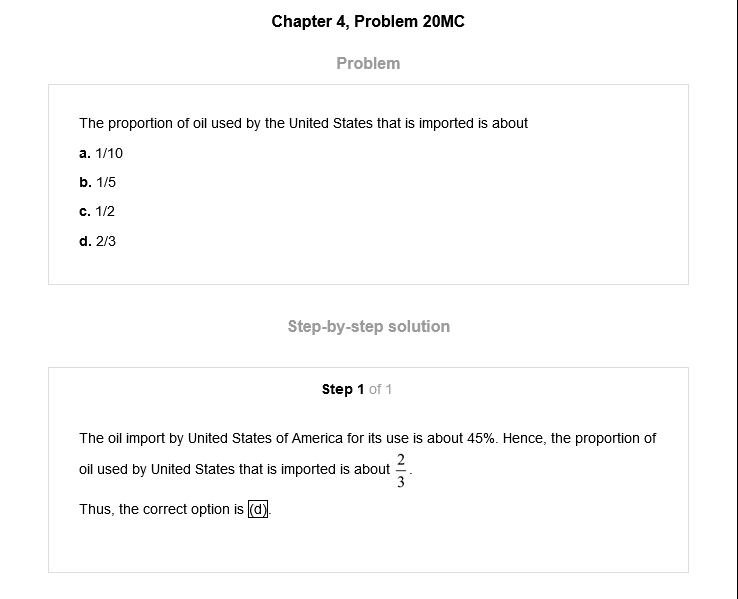 Chapter 4, Problem 20MC
Problem
The proportion of oil used by the United States that is imported is about
a. 1/10
b. 1/5
c. 1/2
d. 2/3
Step-by-step solution
Step 1 of 1
The oil import by United States of America for its use is about 45%. Hence, the proportion of
oil used by United States that is imported is about 2/3.
Thus, the correct option is (d).